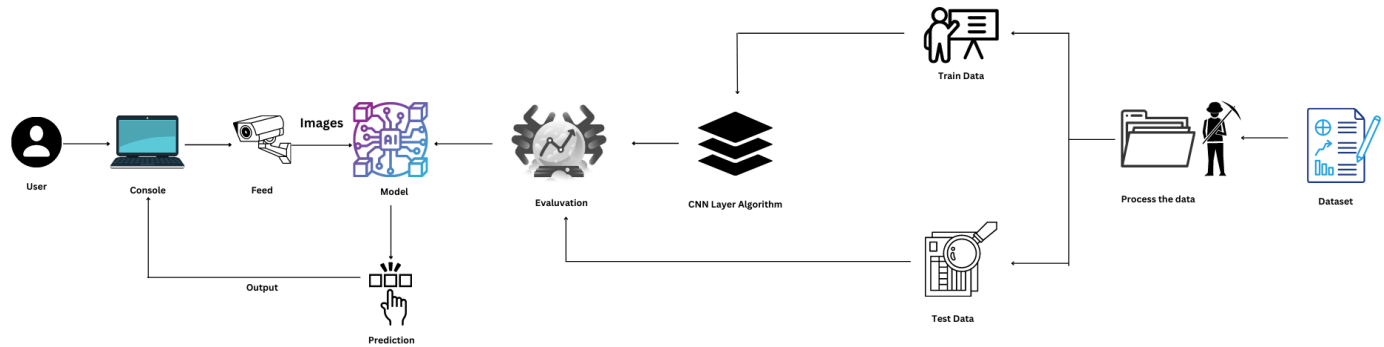 Train Data
Images
AI
User
Console
Feed
Model
Evaluvation
CNN Layer Algorithm
Process the data
Dataset
Output
Test Data
Prediction